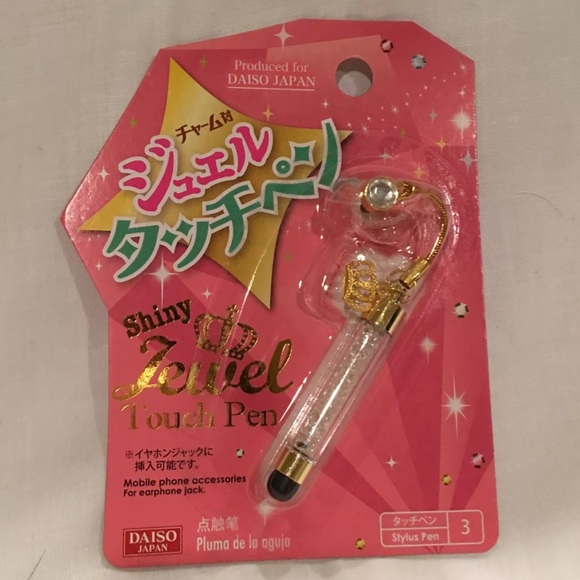 Produced for
DAISO JAPAN
チャーム付
ジュエル
タッチペン
Shiny
Jewel
Touch Pen
※イヤホンジャックに
挿入可能です。
Mobile phone accessories
For earphone jack.
点触笔
Pluma de la aguja
DAISO
JAPAN
タッチペン
Stylus Pen
3